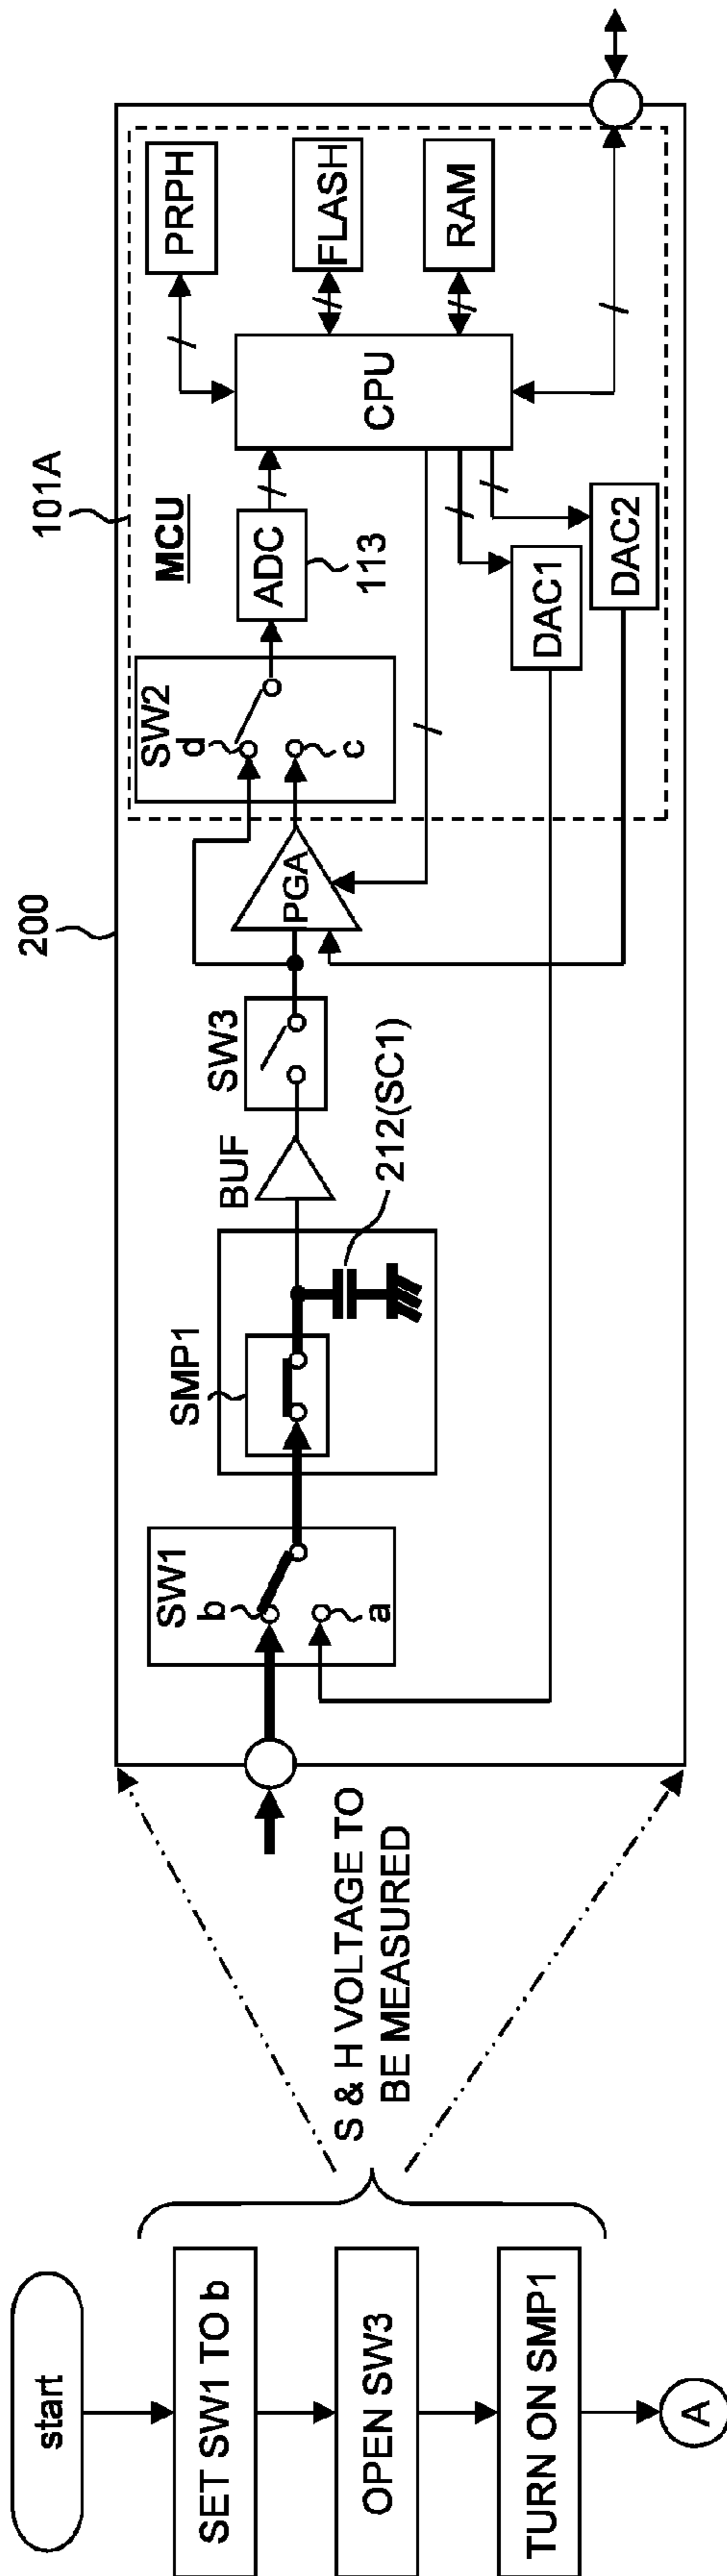 start
SET SW1 TO b
OPEN SW3
TURN ON SMP1
A
S & H VOLTAGE TO
BE MEASURED
200
101A
SW1
b
a
SMP1
212(SC1)
BUF
SW3
PGA
SW2
d
c
MCU
ADC
113
CPU
PRPH
FLASH
RAM
DAC1
DAC2